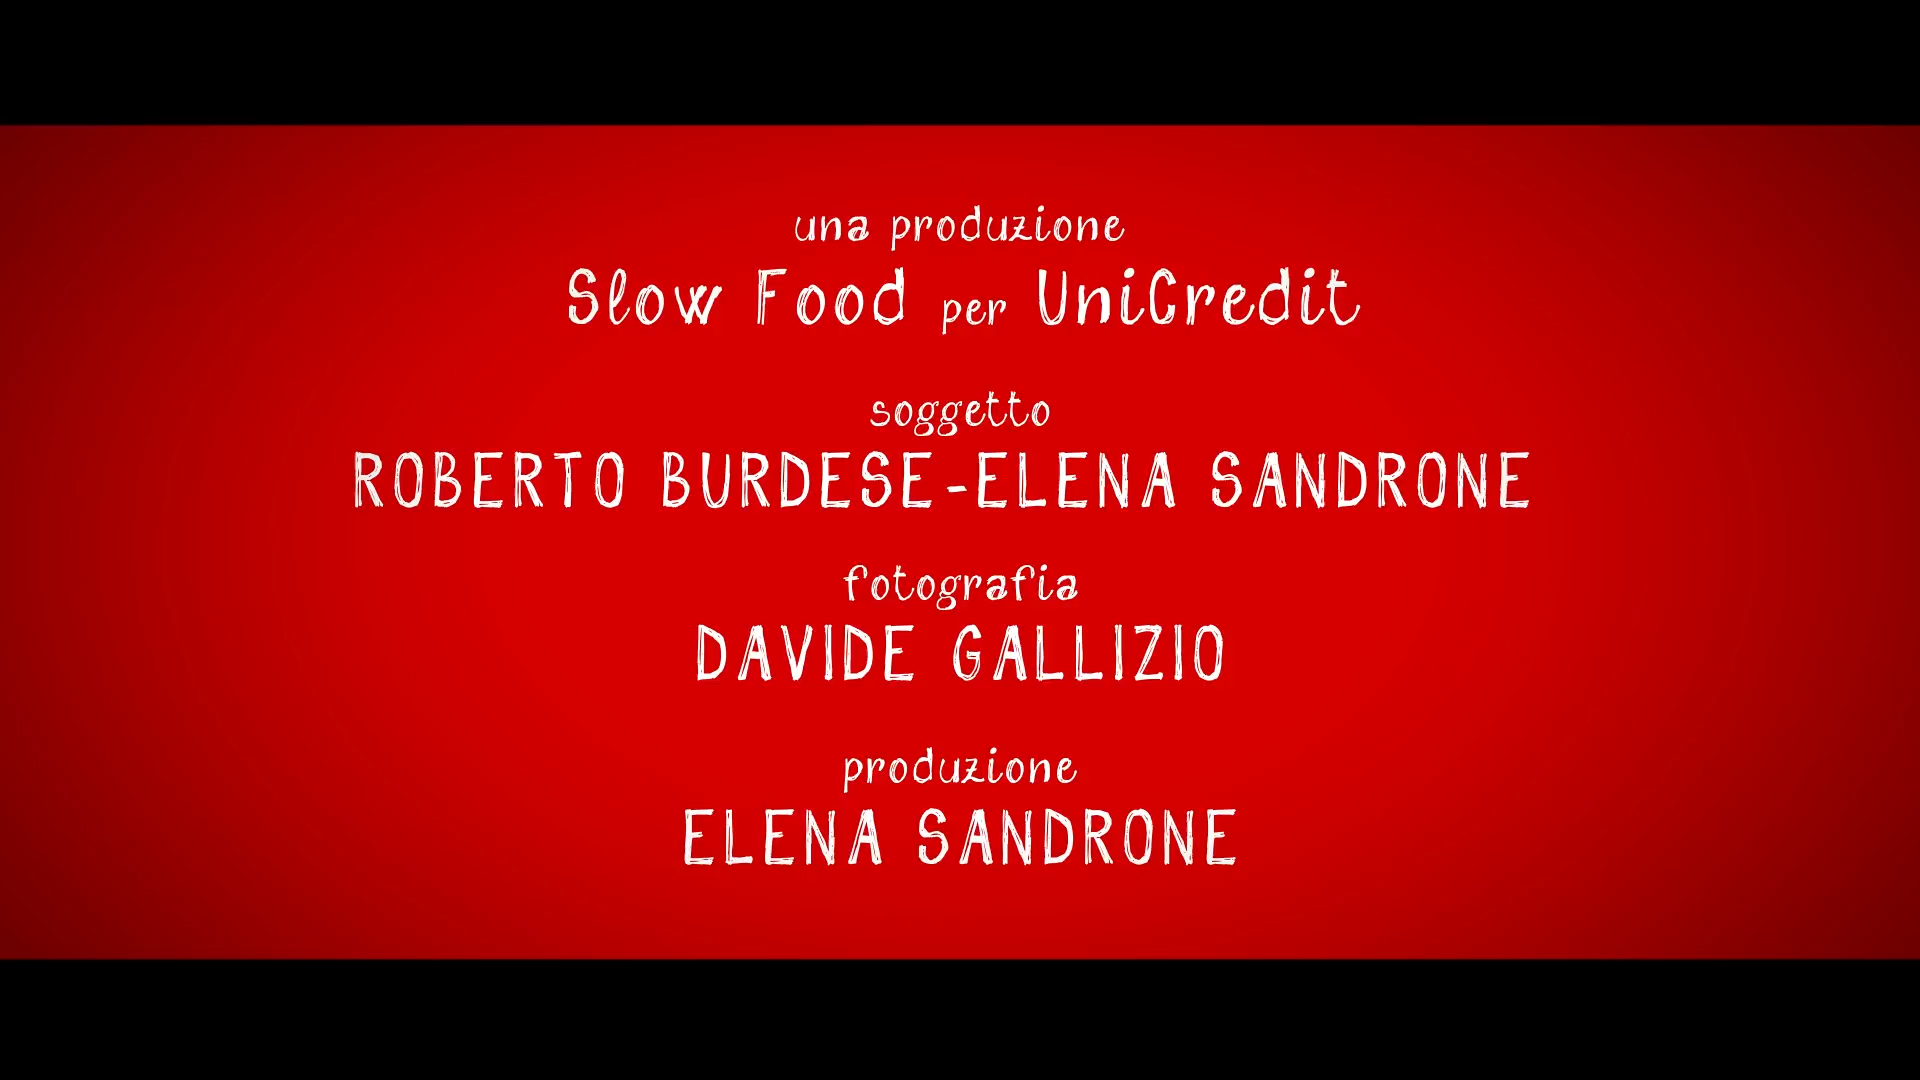 una produzione
Slow Food per UniCredit
soggetto
ROBERTO BURDESE-ELENA SANDRONE
fotografia
DAVIDE GALLIZIO
produzione
ELENA SANDRONE